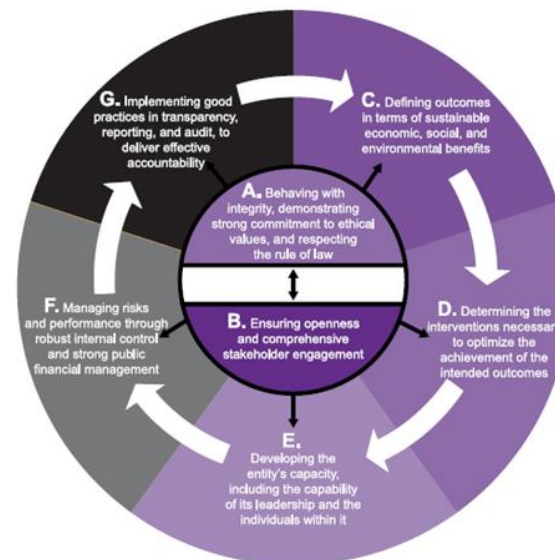 G. Implementing good
practices in transparency,
reporting, and audit, to
deliver effective
accountability
C. Defining outcomes
in terms of sustainable
economic, social, and
environmental benefits
A. Behaving with
integrity, demonstrating
strong commitment to ethical
values, and respecting
the rule of law
B. Ensuring openness
and comprehensive
stakeholder engagement
D. Determining the
interventions necessary
to optimize the
achievement of the
intended outcomes
E.
Developing the
entity's capacity,
including the capability
of its leadership and the
individuals within it
F. Managing risks
and performance through
robust internal control
and strong public
financial management